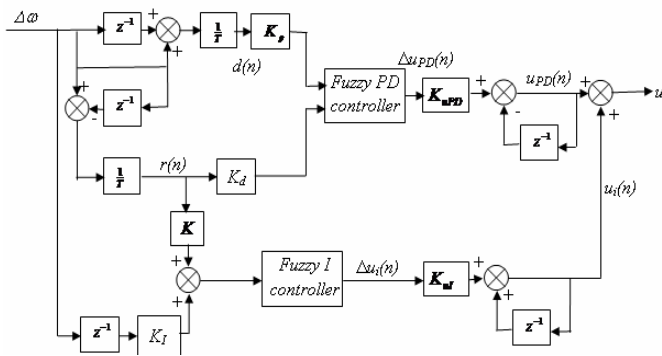 Δω
z⁻¹
+
+
1/T
K_p
d(n)
Fuzzy PD
controller
Δu_PD(n)
K_uPD
+
-
u_PD(n)
z⁻¹
+
+
u
+
-
z⁻¹
1/T
r(n)
K_d
K
u_i(n)
+
+
Fuzzy I
controller
Δu_i(n)
K_uI
+
+
z⁻¹
z⁻¹
K_I